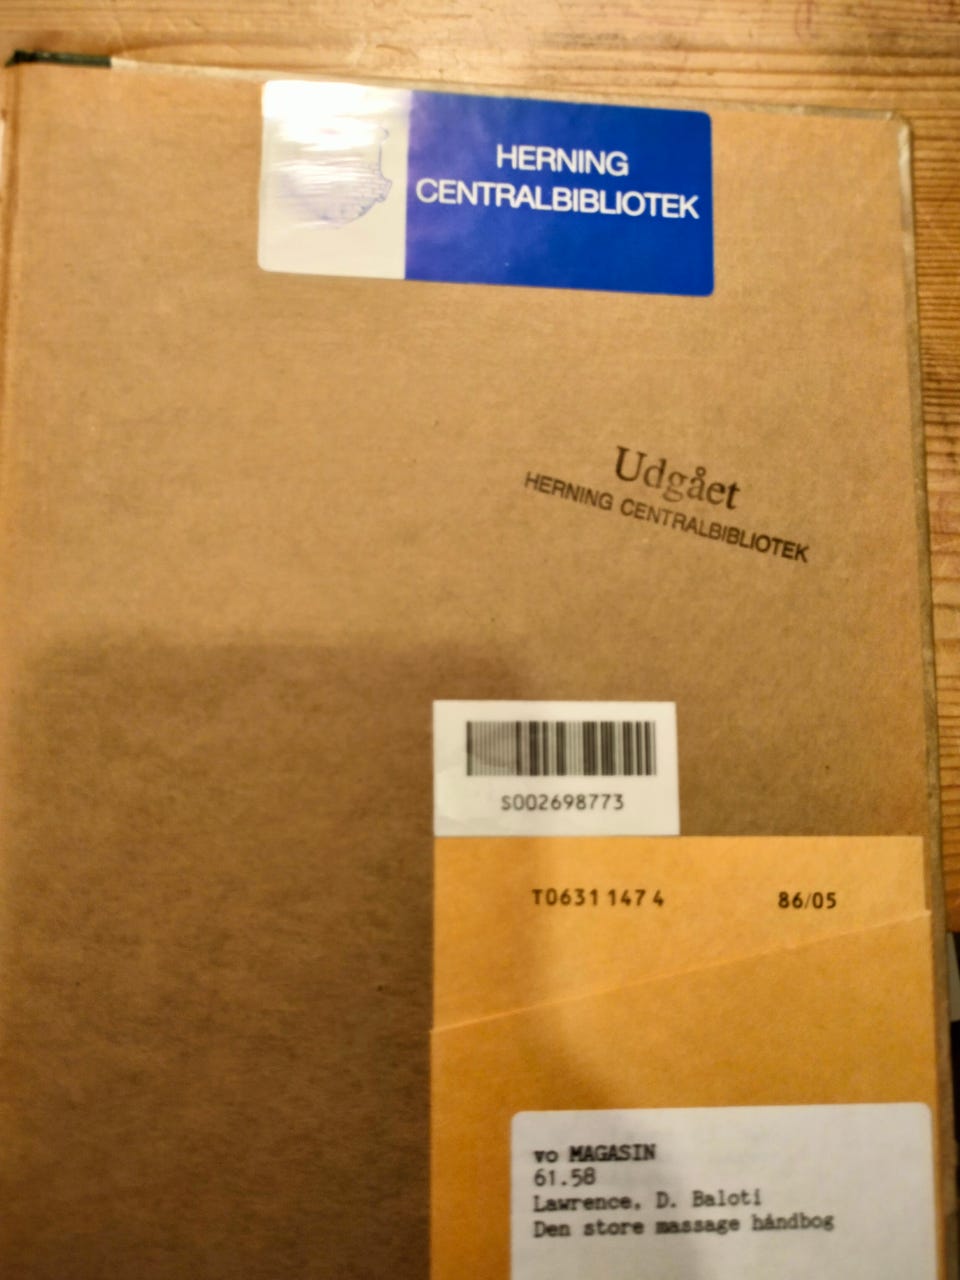 HERNING
CENTRALBIBLIOTEK
Udgået
HERNING CENTRALBIBLIOTEK
S002698773
T0631 147 4 86/05
vo MAGASIN
61.58
Lawrence, D. Baloti
Den store massage håndbog